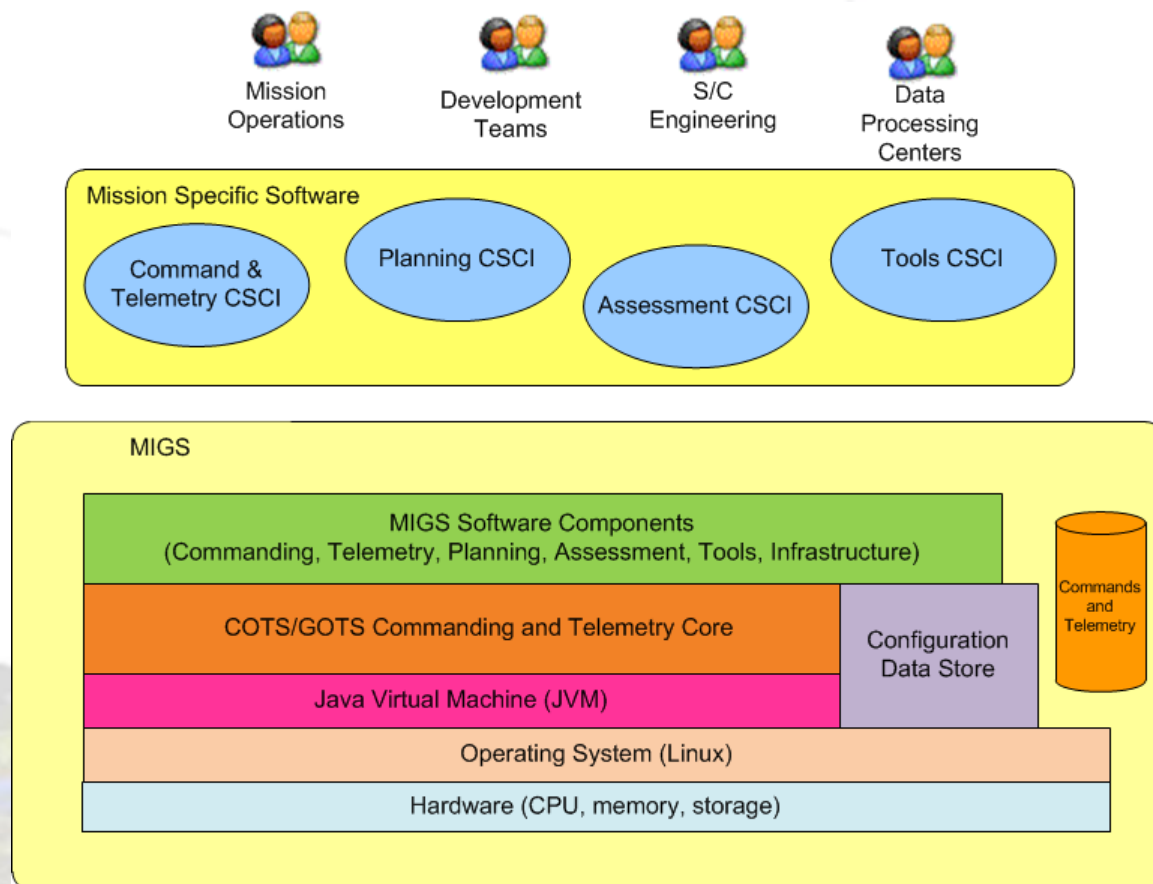 Mission
Operations
Development
Teams
S/C
Engineering
Data
Processing
Centers
Mission Specific Software
Command &
Telemetry CSCI
Planning CSCI
Assessment CSCI
Tools CSCI
MIGS
MIGS Software Components
(Commanding, Telemetry, Planning, Assessment, Tools, Infrastructure)
COTS/GOTS Commanding and Telemetry Core
Configuration
Data Store
Commands
and
Telemetry
Java Virtual Machine (JVM)
Operating System (Linux)
Hardware (CPU, memory, storage)